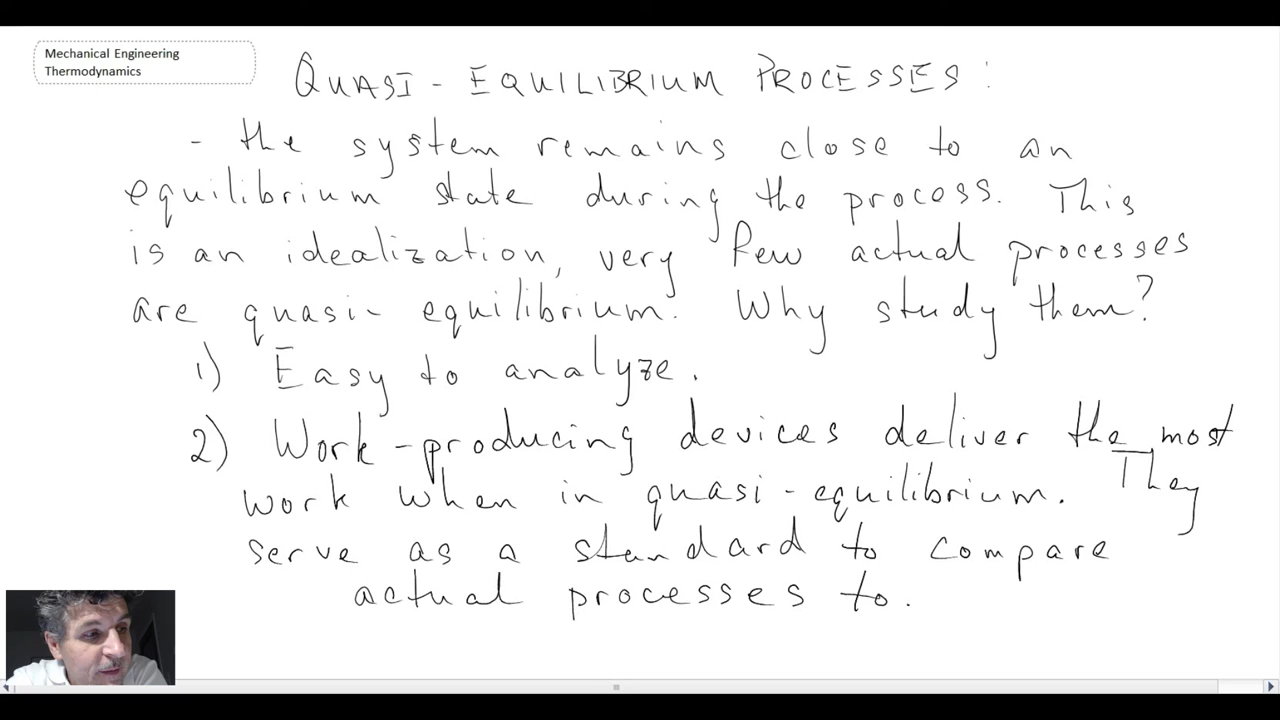 Mechanical Engineering
Thermodynamics
QUASI-EQUILIBRIUM PROCESSES:
- the system remains close to an
equilibrium state during the process. This
is an idealization, very few actual processes
are quasi-equilibrium. Why study them?
1) Easy to analyze.
2) Work-producing devices deliver the most
work when in quasi-equilibrium. They
serve as a standard to compare
actual processes to.